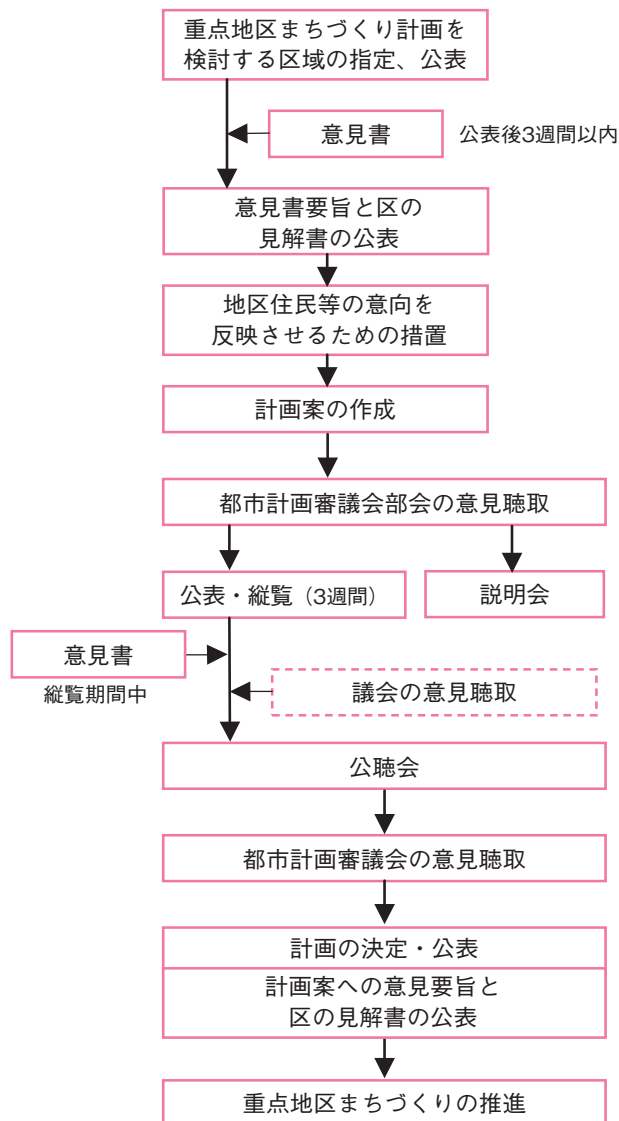 重点地区まちづくり計画を
検討する区域の指定、公表
意見書
公表後3週間以内
意見書要旨と区の
見解書の公表
地区住民等の意向を
反映させるための措置
計画案の作成
都市計画審議会部会の意見聴取
公表・縦覧（3週間）
説明会
意見書
縦覧期間中
議会の意見聴取
公聴会
都市計画審議会の意見聴取
計画の決定・公表
計画案への意見要旨と
区の見解書の公表
重点地区まちづくりの推進